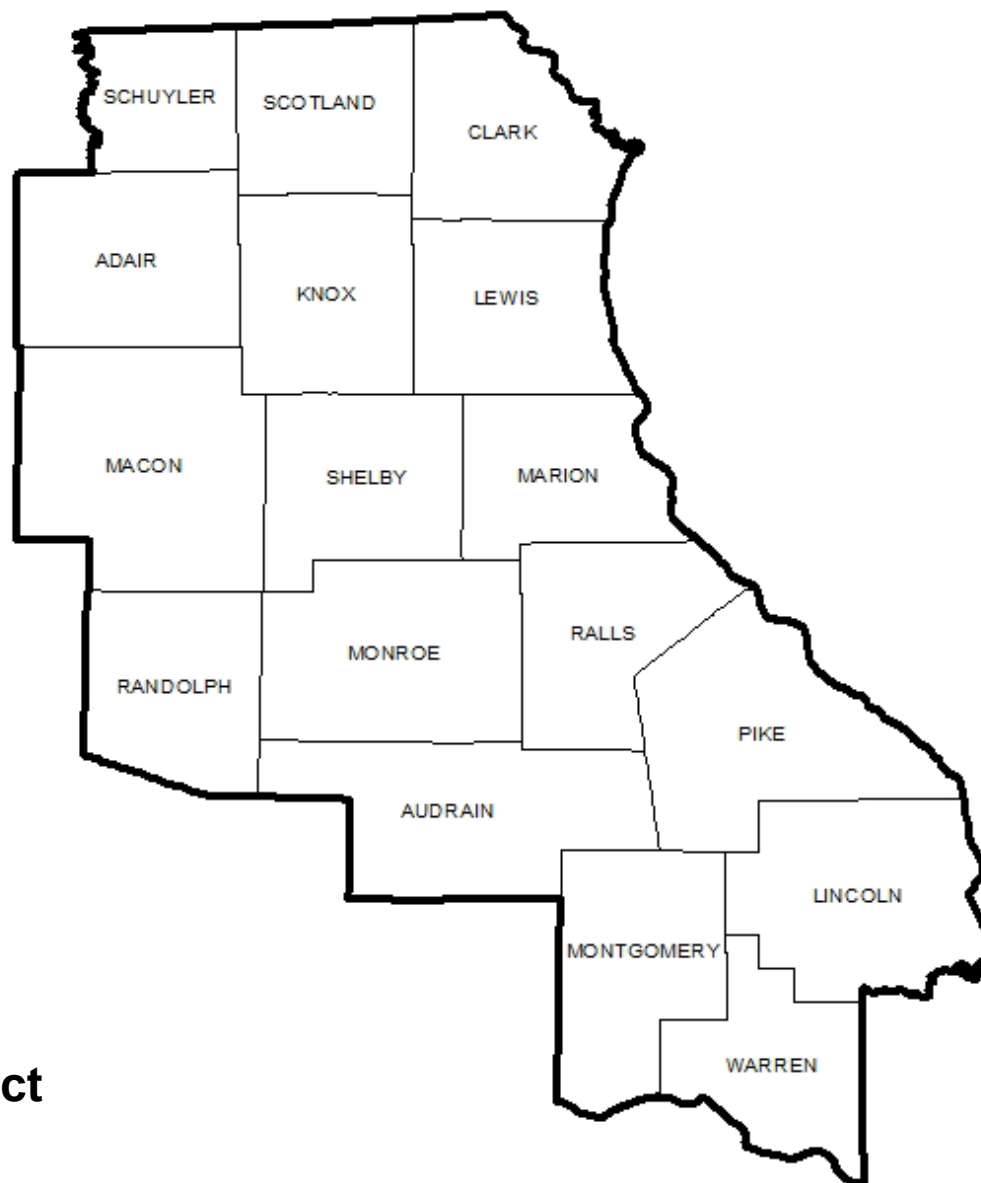 SCHUYLER
SCOTLAND
CLARK
ADAIR
KNOX
LEWIS
MACON
SHELBY
MARION
RALLS
MONROE
RANDOLPH
PIKE
AUDRAIN
LINCOLN
MONTGOMERY
WARREN
ct